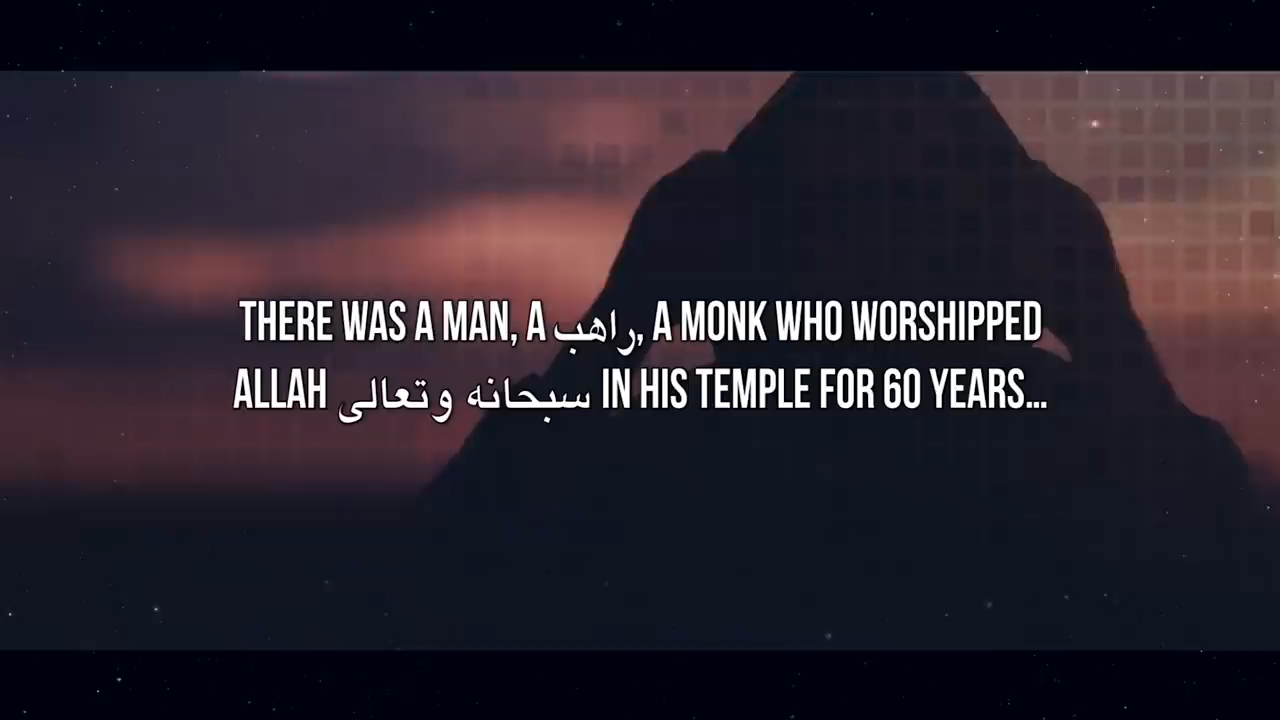 THERE WAS A MAN, A راهب, A MONK WHO WORSHIPPED
ALLAH سبحانه وتعالى IN HIS TEMPLE FOR 60 YEARS...